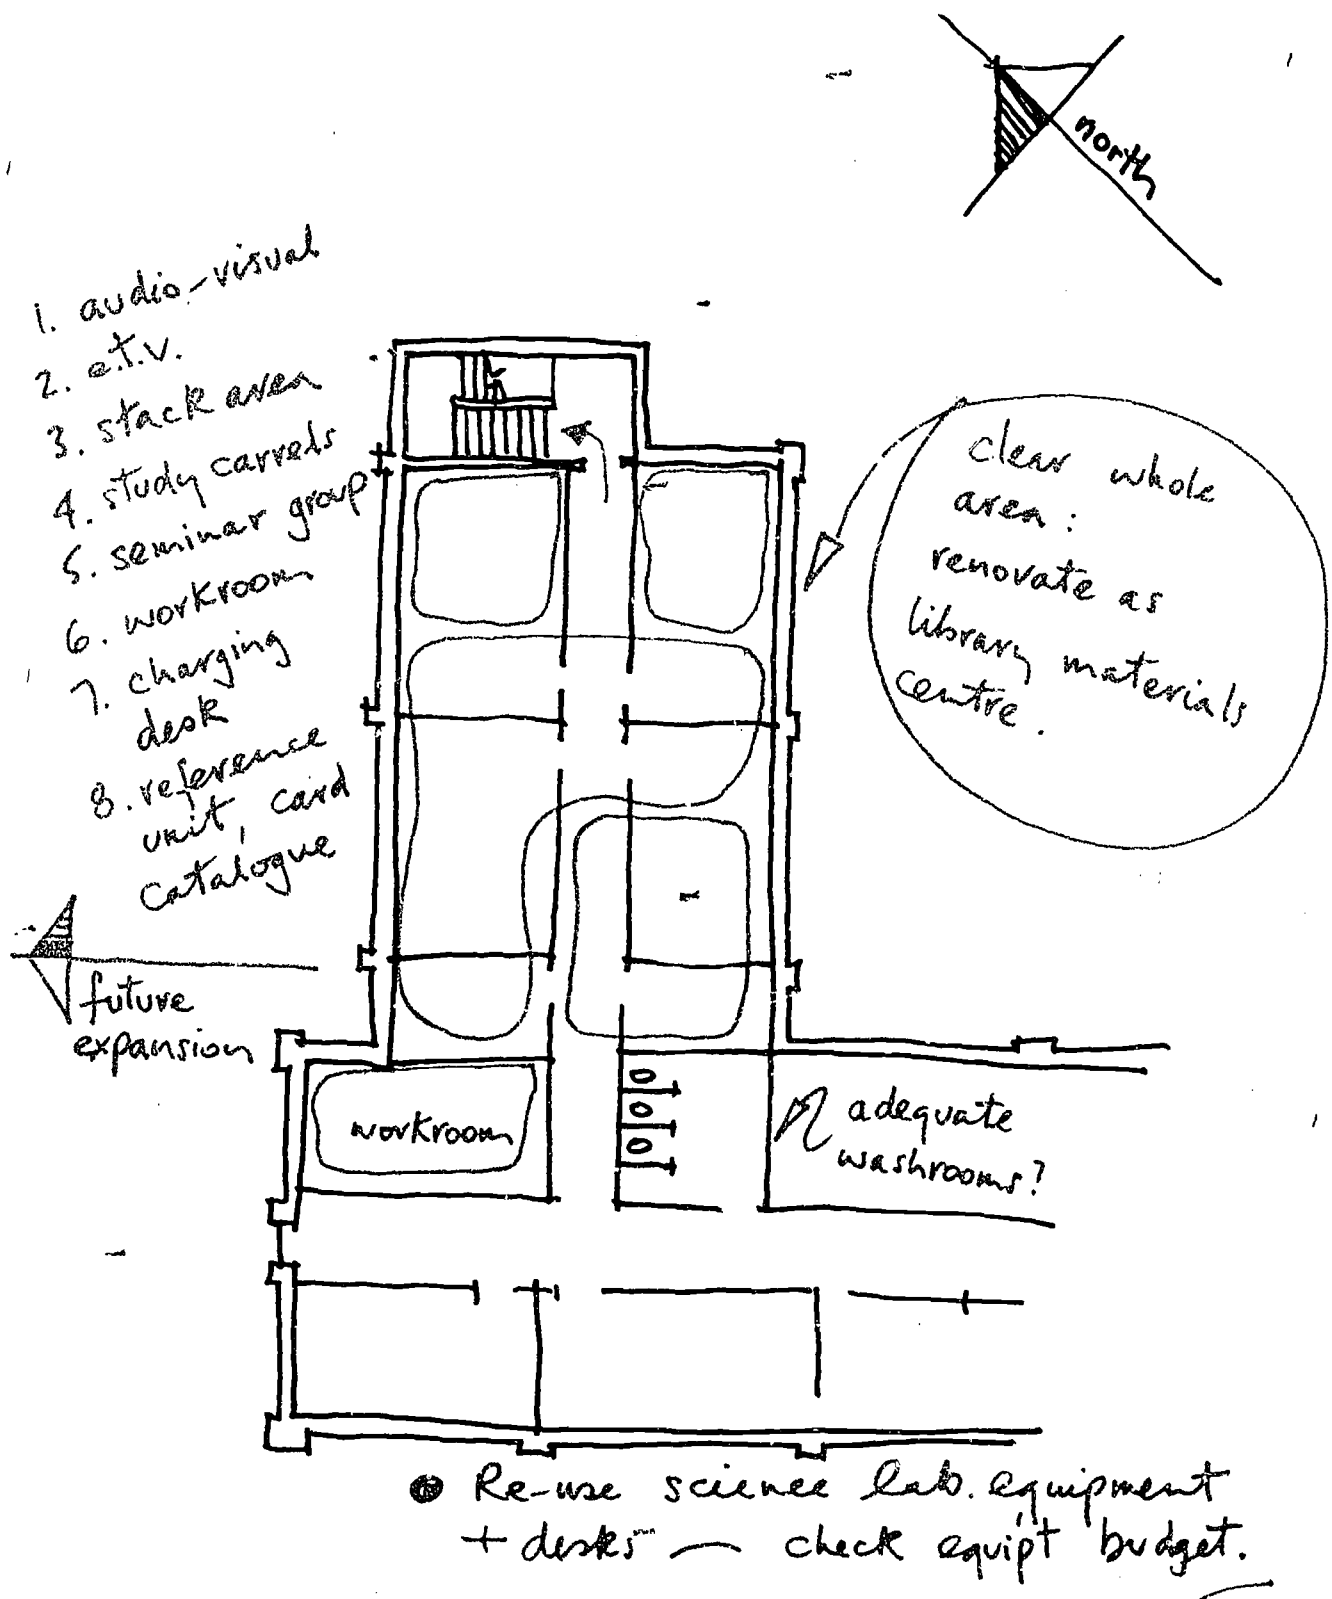 north
1. audio-visual
2. e.t.v.
3. stack area
4. study carrels
5. seminar group
6. workroom
7. charging
desk
8. reference
unit, card
catalogue
clear whole
area:
renovate as
library materials
centre.
future
expansion
workroom
adequate
washrooms?
Re-use science lab. equipment
+ desks — check equipt budget.